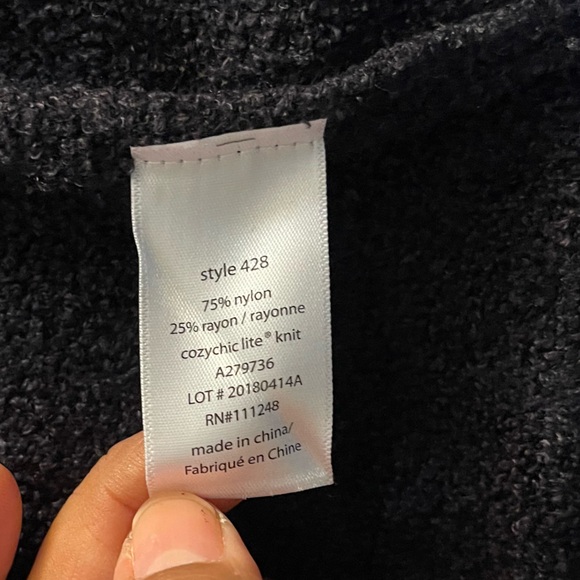 style 428
75% nylon
25% rayon / rayonne
cozychic lite® knit
A279736
LOT # 20180414A
RN#111248
made in china/
Fabriqué en Chine